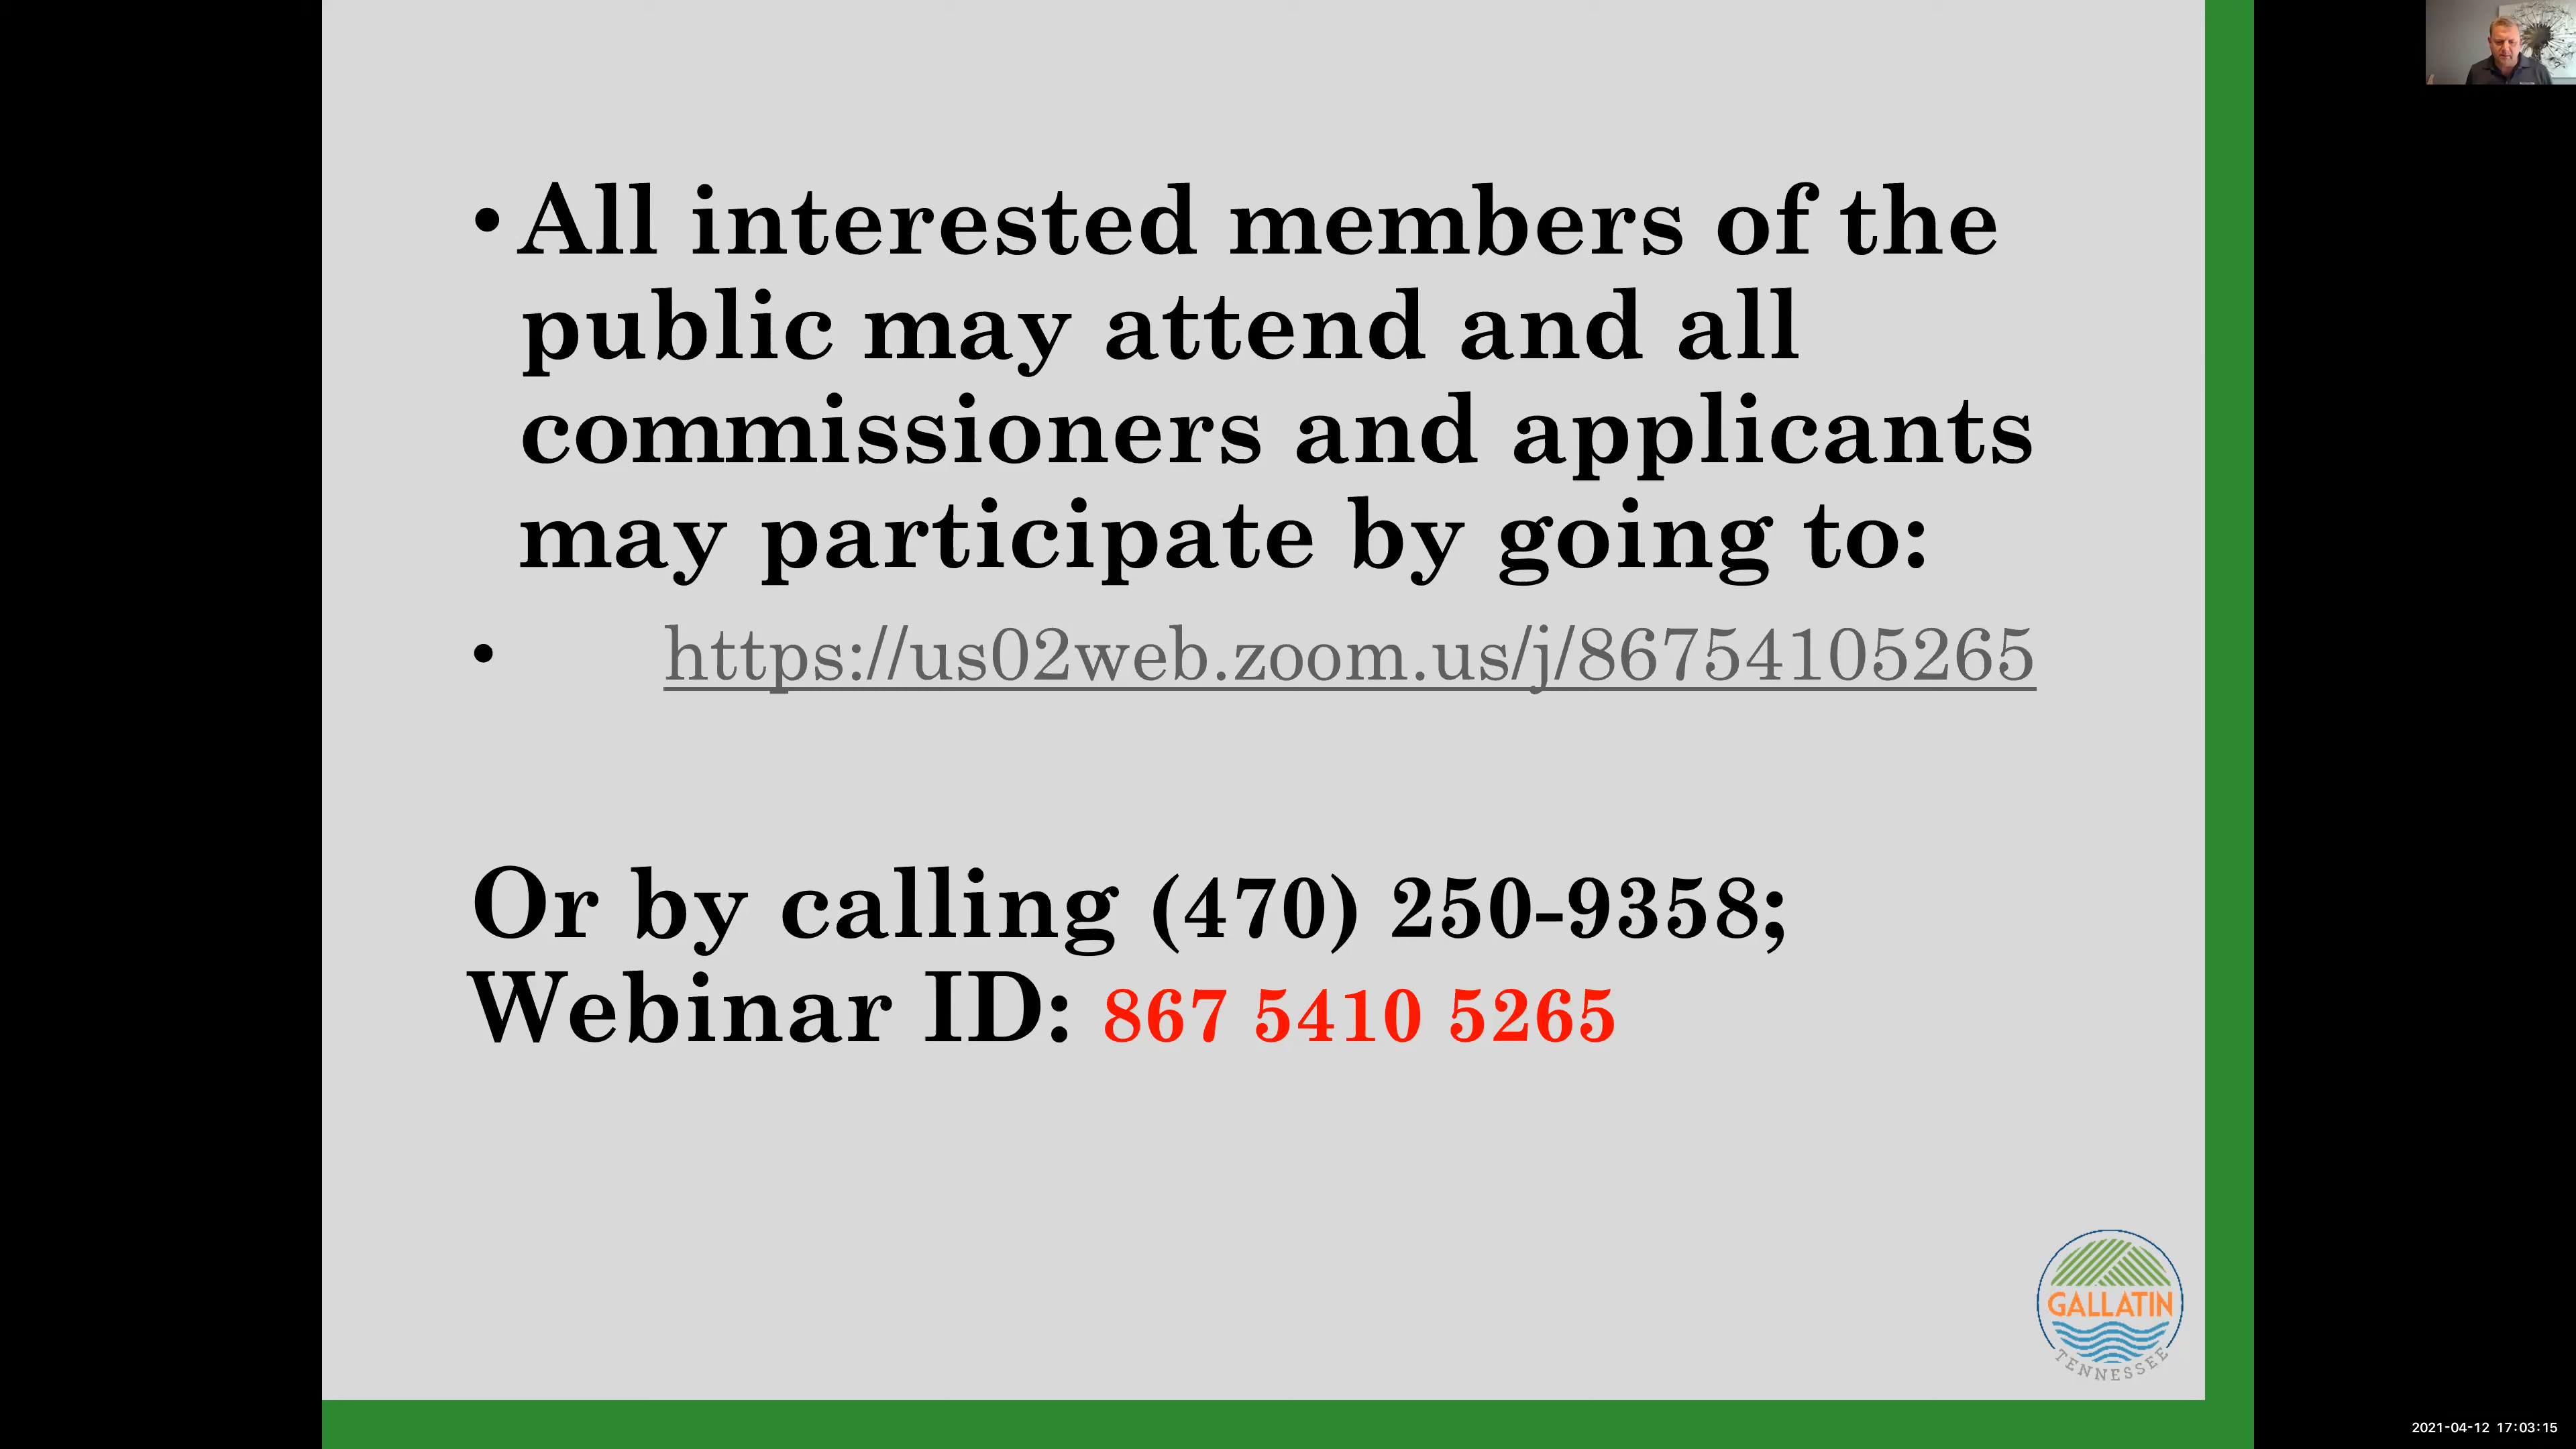 • All interested members of the
public may attend and all
commissioners and applicants
may participate by going to:
• https://us02web.zoom.us/j/86754105265
Or by calling (470) 250-9358;
Webinar ID: 867 5410 5265
GALLATIN
TENNESSEE
2021-04-12 17:03:15